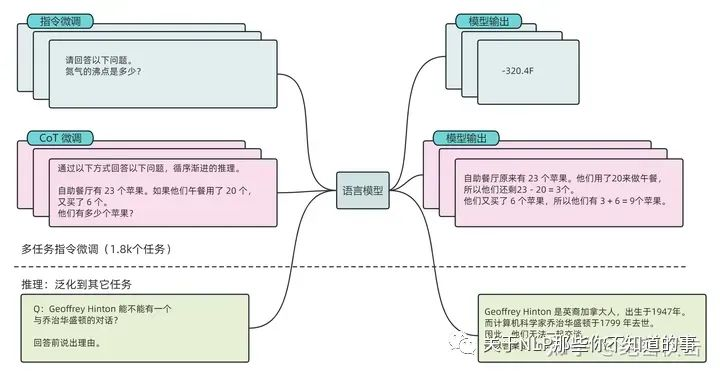 指令微调
模型输出
请回答以下问题。
氮气的沸点是多少？
-320.4F
CoT 微调
模型输出
通过以下方式回答以下问题，循序渐进的推理。
自助餐厅有 23 个苹果。如果他们午餐用了 20 个，
又买了 6 个。
他们有多少个苹果？
语言模型
自助餐厅原来有 23 个苹果。他们用了20来做午餐，
所以他们还剩23 - 20 = 3个。
他们又买了 6 个苹果，所以他们有 3 + 6 = 9个苹果。
多任务指令微调（1.8k个任务）
推理：泛化到其它任务
Q：Geoffrey Hinton 能不能有一个
与乔治华盛顿的对话？
回答前说出理由。
Geoffrey Hinton 是英裔加拿大人，出生于1947年。
而计算机科学家乔治华盛顿于1799 年去世。
因此，他们无法一起交谈。
关于NLP那些你不知道的事